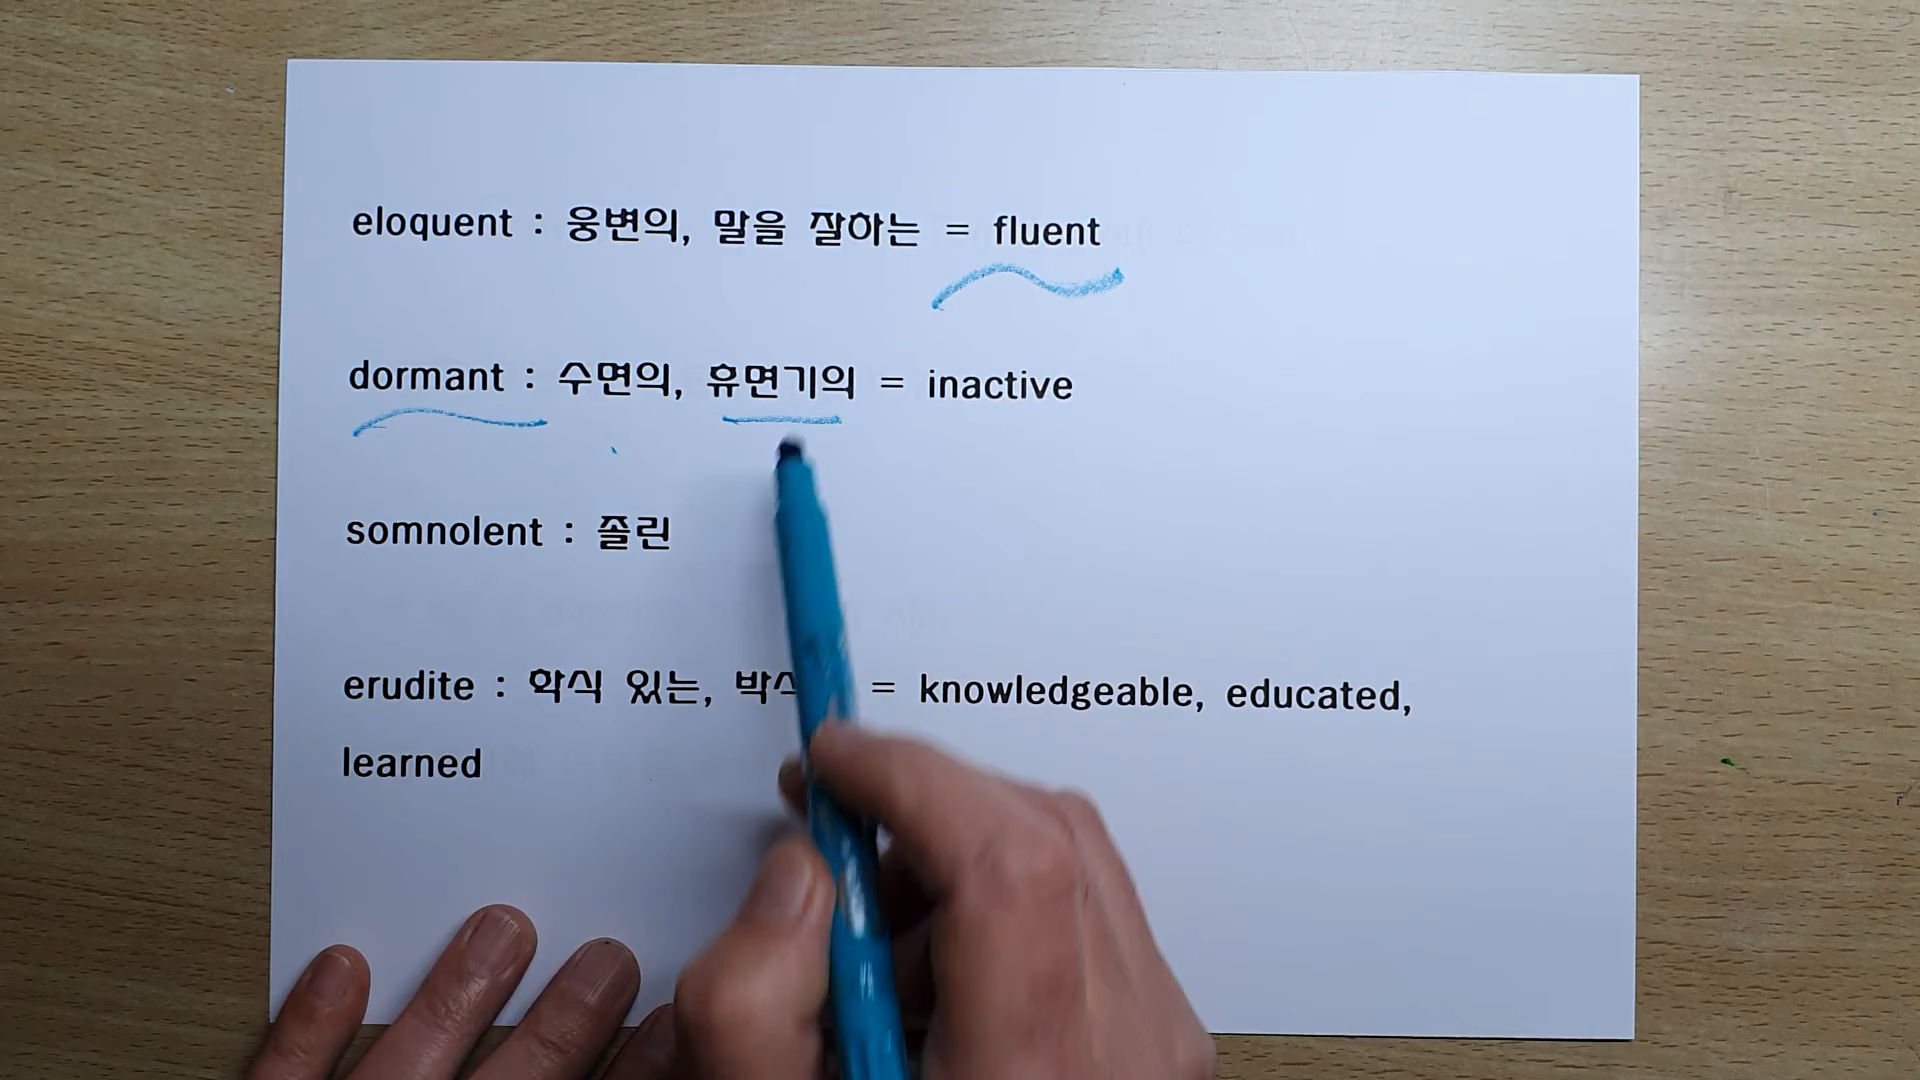 eloquent : 웅변의, 말을 잘하는 = fluent
dormant : 수면의, 휴면기의 = inactive
somnolent : 졸린
erudite : 학식 있는, = knowledgeable, educated,
learned